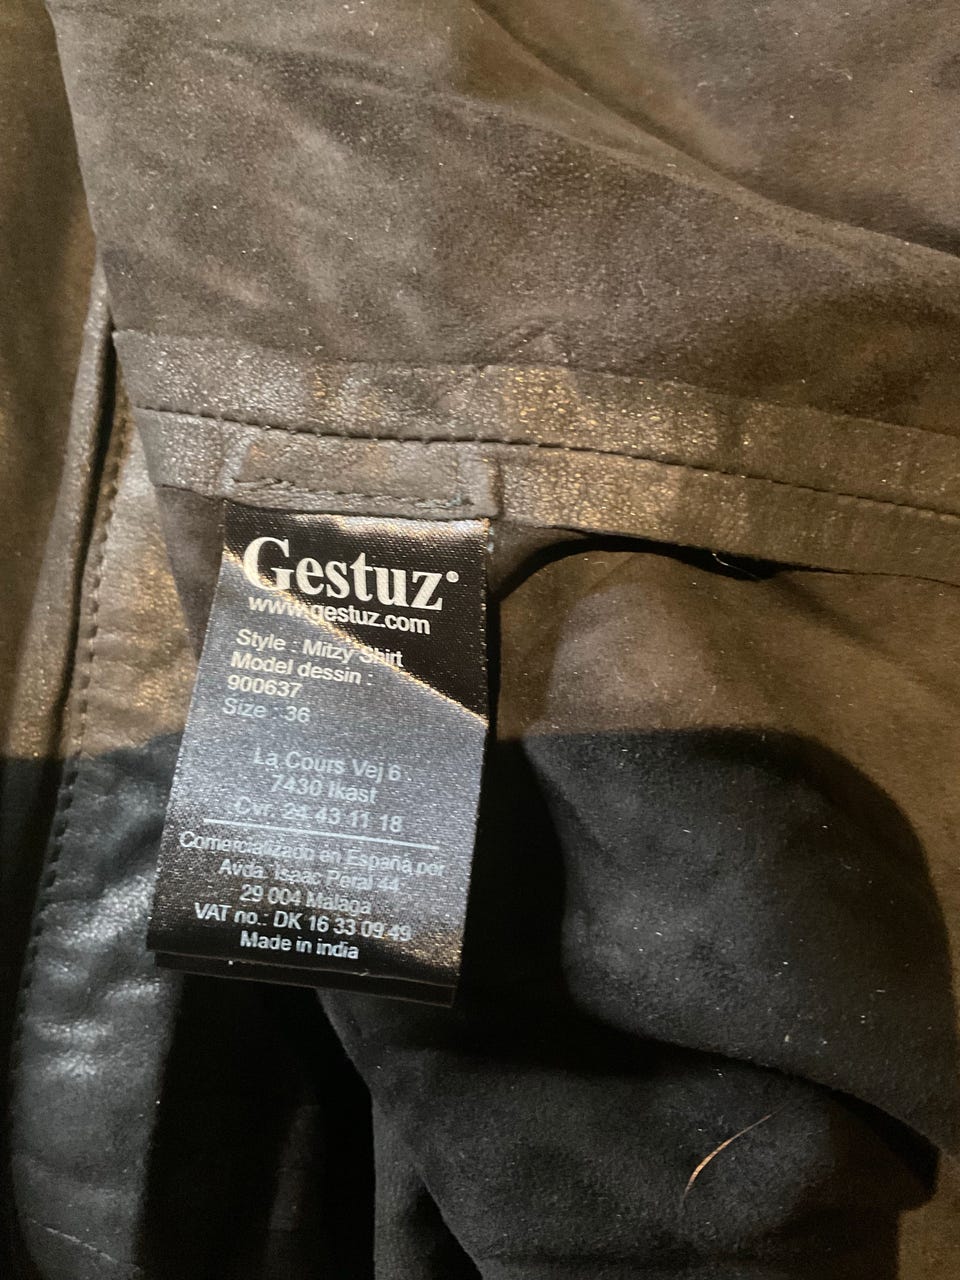 Gestuz®
www.gestuz.com
Style : Mitzy Shirt
Model dessin :
900637
Size : 36
La Cours Vej 6
7430 Ikast
Cvr. 24 43 11 18
Comercializado en España por
Avda. Isaac Peral 44
29 004 Malaga
VAT no.: DK 16 33 09 49
Made in india